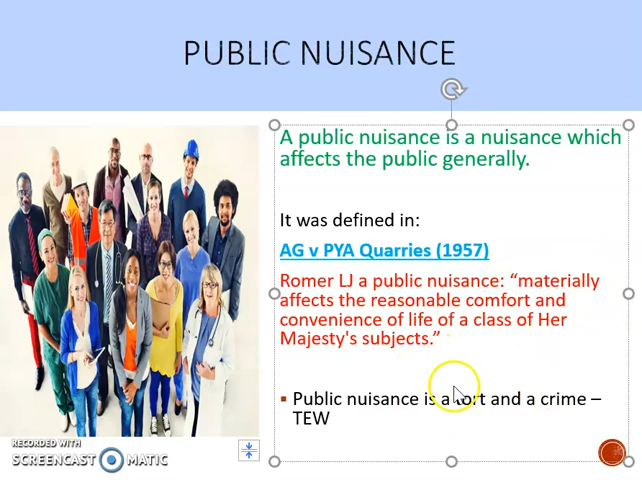 PUBLIC NUISANCE
A public nuisance is a nuisance which
affects the public generally.
It was defined in:
AG v PYA Quarries (1957)
Romer LJ a public nuisance: “materially
affects the reasonable comfort and
convenience of life of a class of Her
Majesty's subjects.”
▪ Public nuisance is a tort and a crime –
TEW
RECORDED WITH
SCREENCAST MATIC